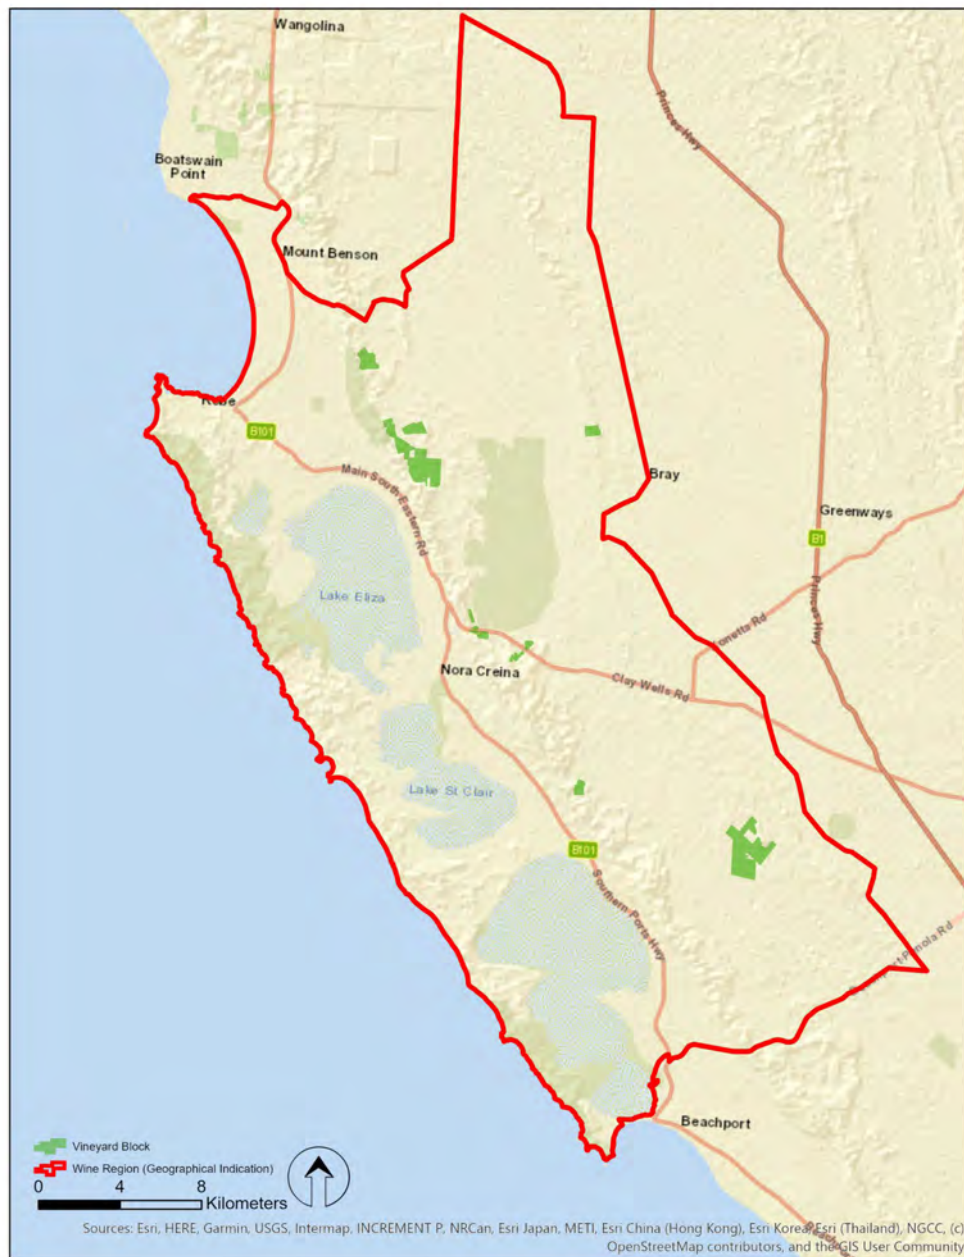 Wangolina
Princes Hwy
Boatswain
Point
Mount Benson
Robe
B101
Main South Eastern Rd
Bray
Greenways
B1
Princes Hwy
Lake Eliza
Nora Creina
Clay Wells Rd
Lake St Clair
B101
Southern Ports Hwy
Beachport
Vineyard Block
Wine Region (Geographical Indication)
0 4 8
Kilometers
Sources: Esri, HERE, Garmin, USGS, Intermap, INCREMENT P, NRCan, Esri Japan, METI, Esri China (Hong Kong), Esri Korea, Esri (Thailand), NGCC, (c)
OpenStreetMap contributors, and the GIS User Community